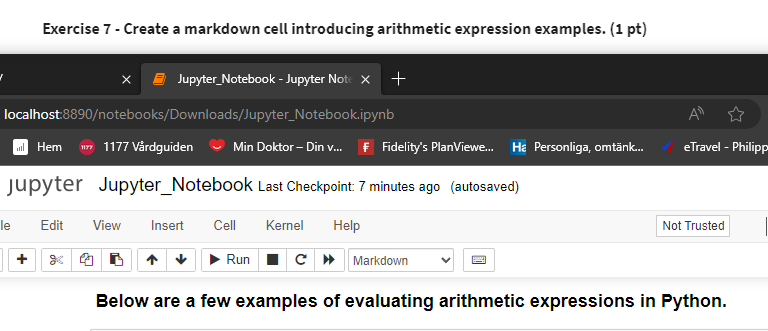 Exercise 7 - Create a markdown cell introducing arithmetic expression examples. (1 pt)
Jupyter_Notebook - Jupyter Note
localhost:8890/notebooks/Downloads/Jupyter_Notebook.ipynb
Hem 1177 1177 Vårdguiden Min Doktor – Din v... F Fidelity's PlanViewe... Ha Personliga, omtänk... eTravel - Philipp
jupyter Jupyter_Notebook Last Checkpoint: 7 minutes ago (autosaved)
le Edit View Insert Cell Kernel Help Not Trusted
Run C Markdown
Below are a few examples of evaluating arithmetic expressions in Python.